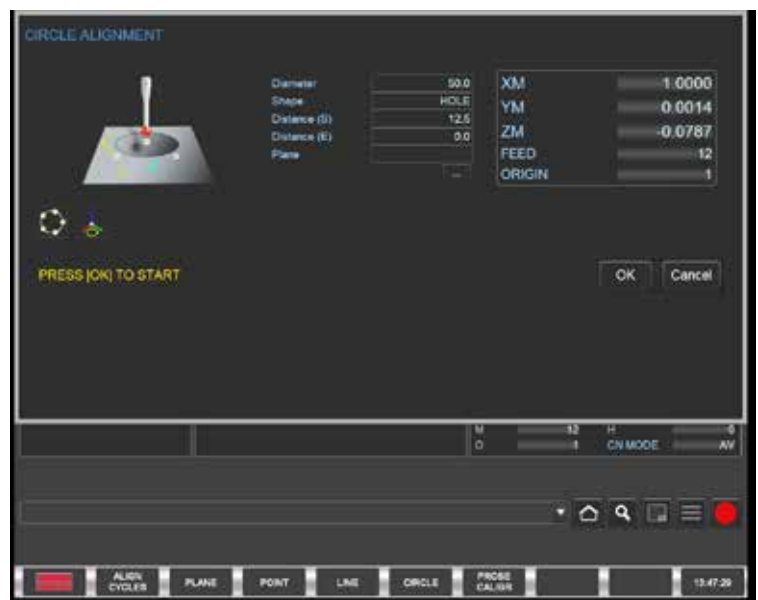 CIRCLE ALIGNMENT
Diameter 50.0
Shape HOLE
Distance (S) 12.5
Distance (E) 0.0
Plane
...
XM 1.0000
YM 0.0014
ZM -0.0787
FEED 12
ORIGIN 1
PRESS [OK] TO START
OK Cancel
M 12 H 0
O 1 CN MODE AV
ALIGN CYCLES PLANE POINT LINE CIRCLE PROBE CALIBR 13:47:29